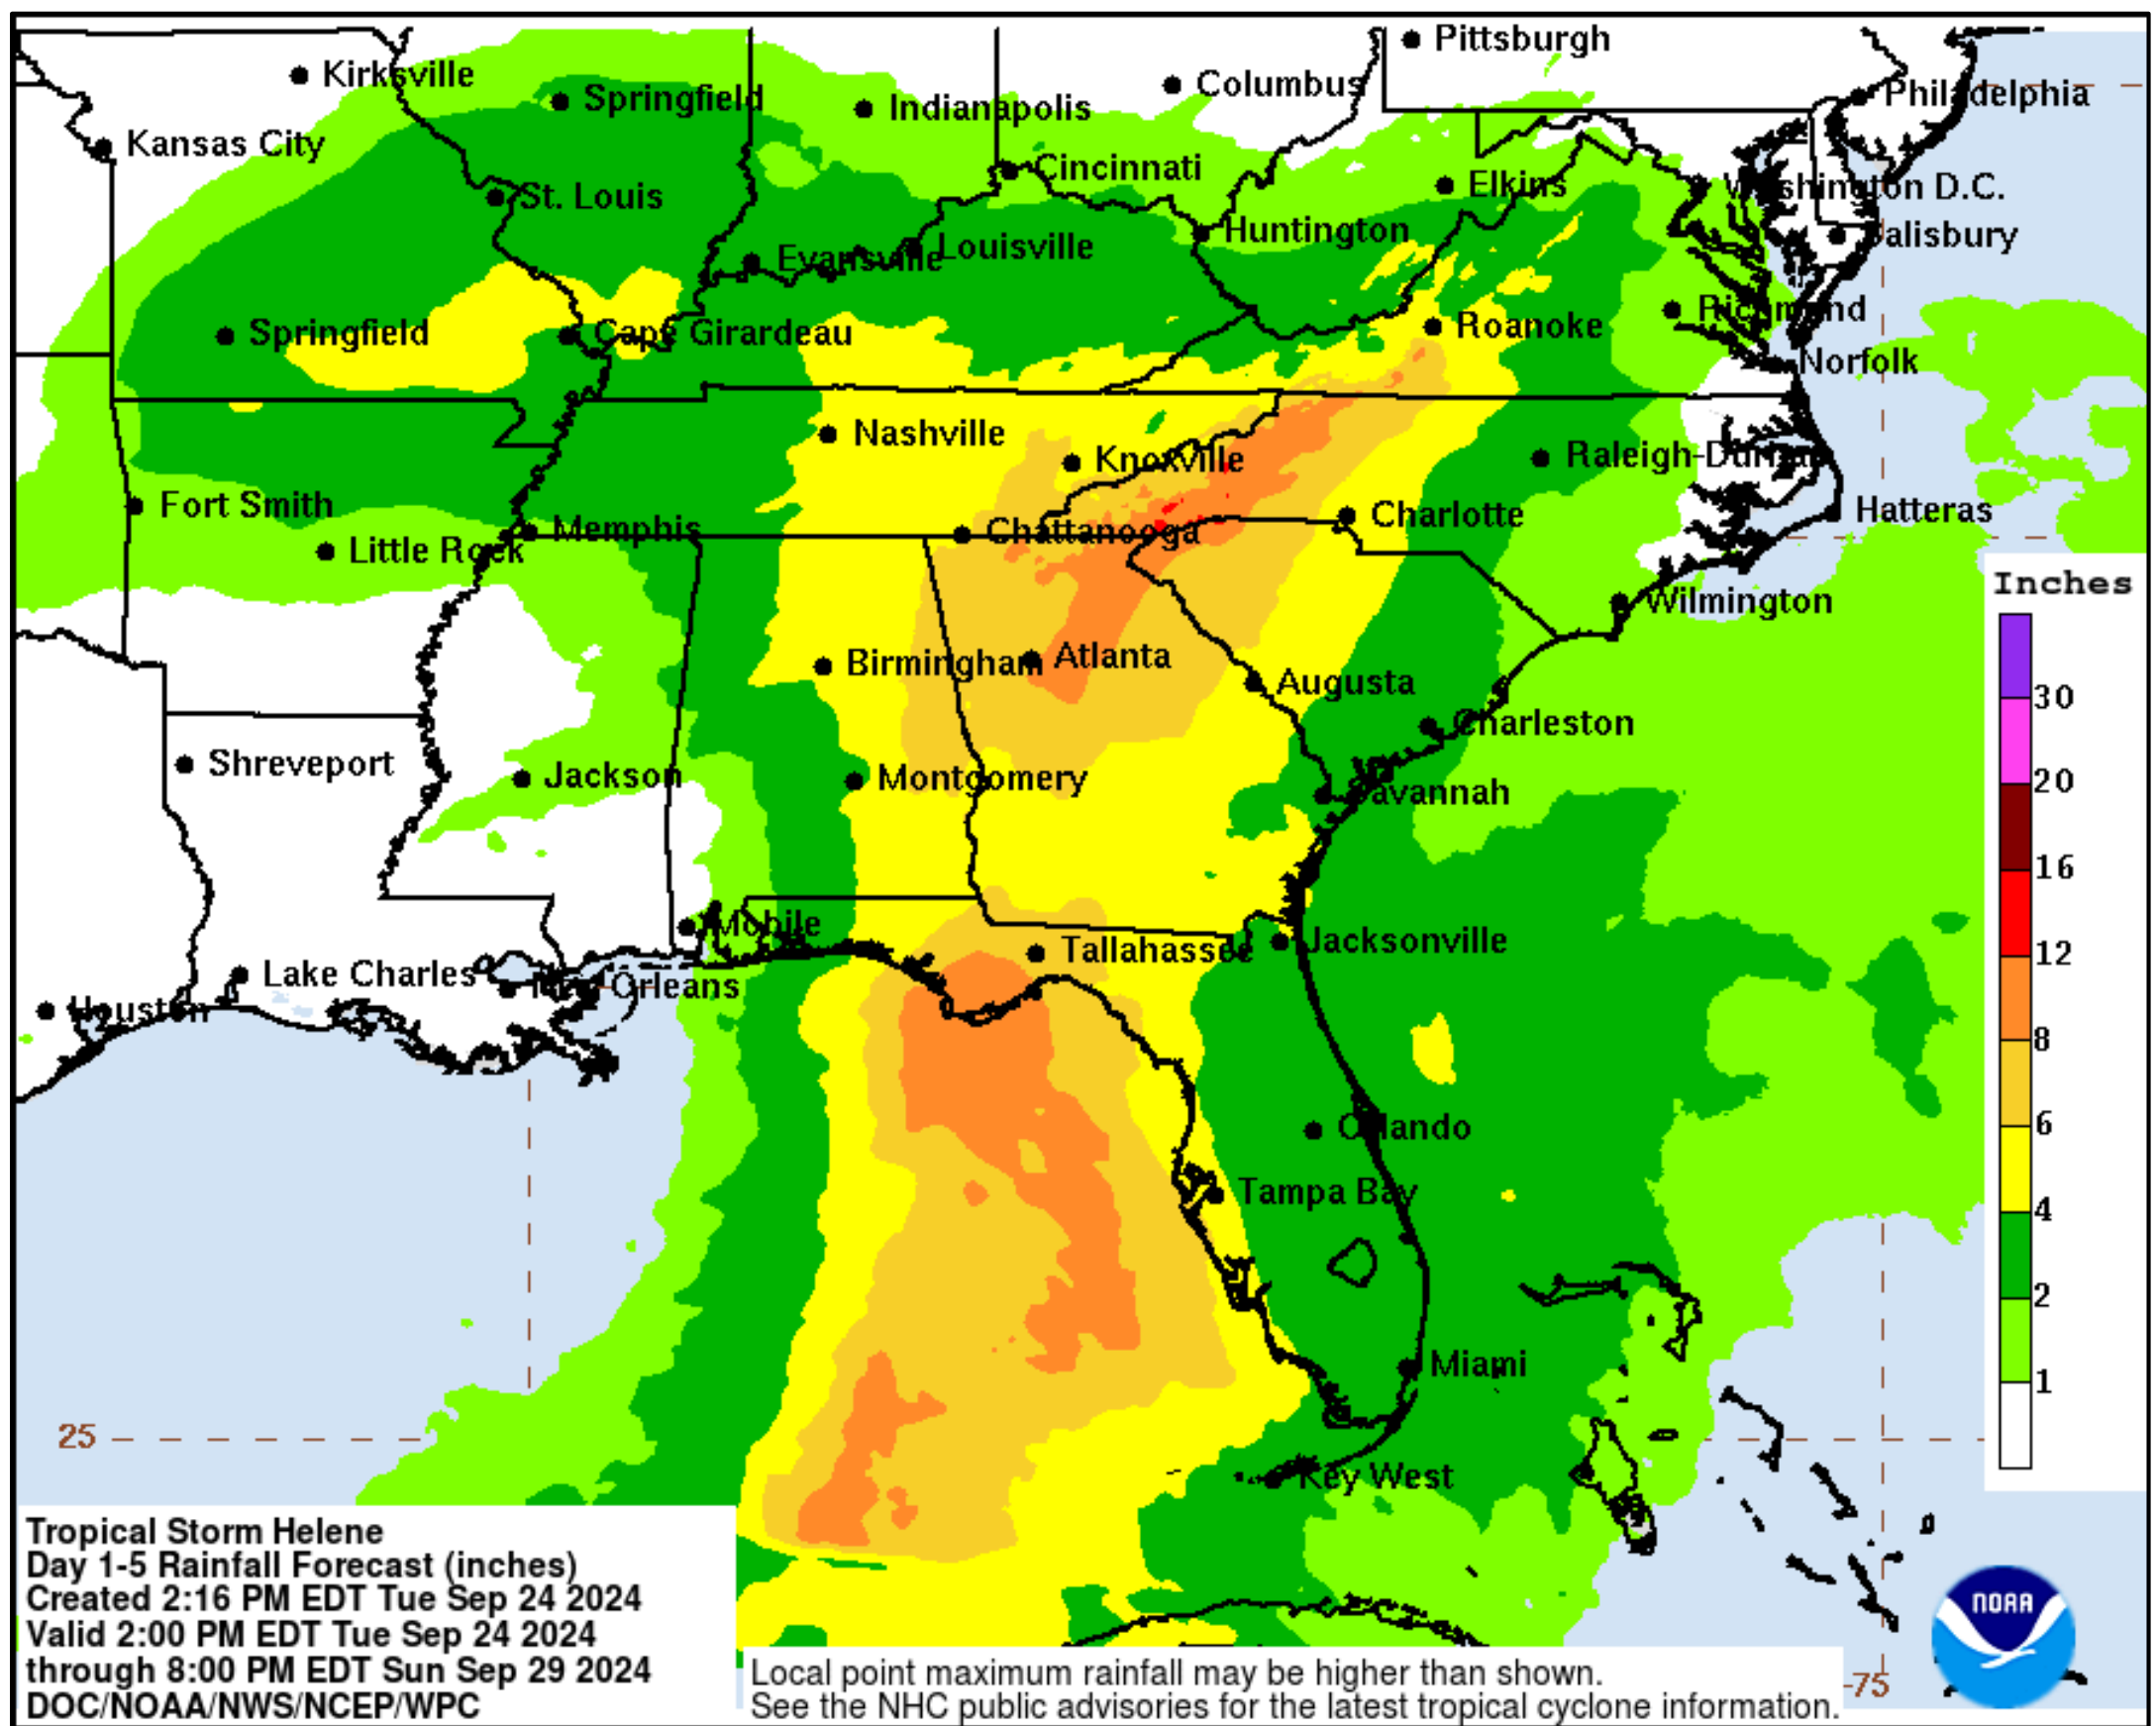 Pittsburgh
Kirksville
Springfield
Indianapolis
Columbus
Philadelphia
Kansas City
Cincinnati
Elkins
Washington D.C.
St. Louis
Huntington
Salisbury
Evansville
Louisville
Richmond
Springfield
Cape Girardeau
Roanoke
Norfolk
Nashville
Knoxville
Raleigh-Durham
Fort Smith
Memphis
Chattanooga
Charlotte
Hatteras
Little Rock
Inches
Wilmington
Birmingham
Atlanta
Augusta
30
Charleston
Shreveport
Jackson
Montgomery
Savannah
20
16
Mobile
Tallahassee
Jacksonville
12
Lake Charles
New Orleans
Houston
8
Orlando
6
Tampa Bay
4
2
Miami
1
25
Key West
Tropical Storm Helene
Day 1-5 Rainfall Forecast (inches)
Created 2:16 PM EDT Tue Sep 24 2024
Valid 2:00 PM EDT Tue Sep 24 2024
through 8:00 PM EDT Sun Sep 29 2024
DOC/NOAA/NWS/NCEP/WPC
Local point maximum rainfall may be higher than shown.
See the NHC public advisories for the latest tropical cyclone information.
-75
NOAA